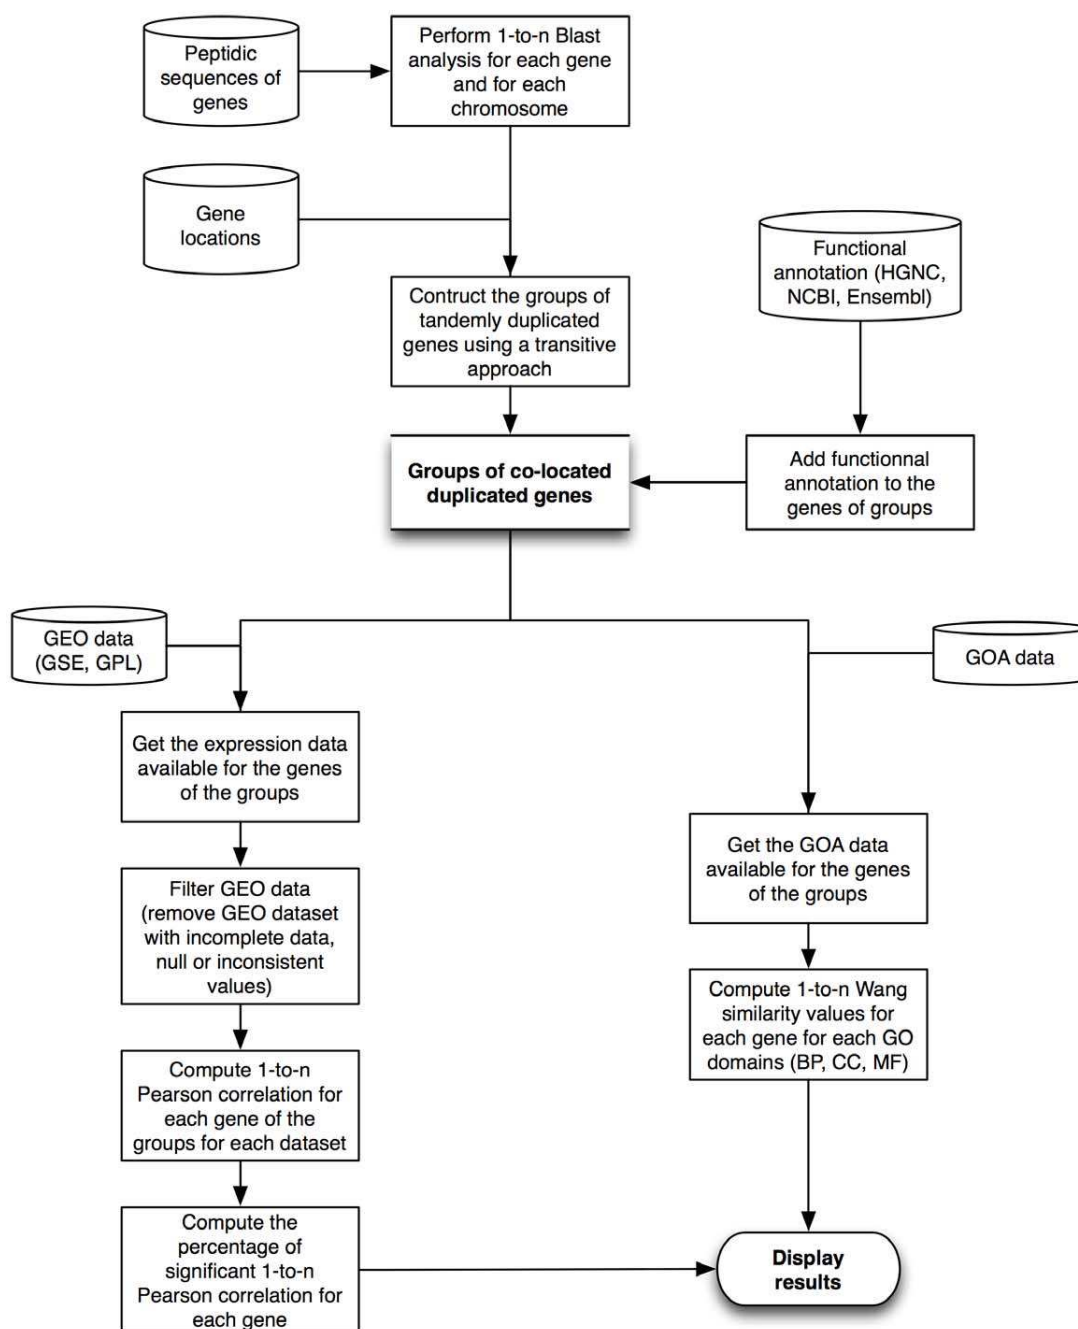 Peptidic
sequences of
genes
Perform 1-to-n Blast
analysis for each gene
and for each
chromosome
Gene
locations
Functional
annotation (HGNC,
NCBI, Ensembl)
Contruct the groups of
tandemly duplicated
genes using a transitive
approach
Groups of co-located
duplicated genes
Add functionnal
annotation to the
genes of groups
GEO data
(GSE, GPL)
GOA data
Get the expression data
available for the genes
of the groups
Get the GOA data
available for the genes
of the groups
Filter GEO data
(remove GEO dataset
with incomplete data,
null or inconsistent
values)
Compute 1-to-n Wang
similarity values for
each gene for each GO
domains (BP, CC, MF)
Compute 1-to-n
Pearson correlation for
each gene of the
groups for each dataset
Compute the
percentage of
significant 1-to-n
Pearson correlation for
each gene
Display
results